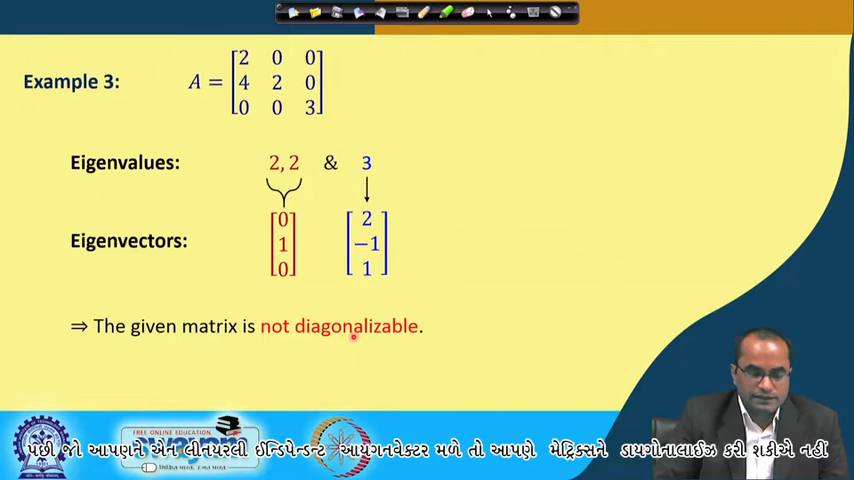 Example 3:
A = [2 0 0
4 2 0
0 0 3]
Eigenvalues: 2, 2 & 3
Eigenvectors: [0 1 0] [2 −1 1]
⇒ The given matrix is not diagonalizable.
FREE ONLINE EDUCATION
swayam
પછી જો આપણને એન લીનયરલી ઈન્ડિપેન્ડન્ટ આયગનવેક્ટર મળે તો આપણે મેટ્રિક્સને ડાયગોનાલાઈઝ કરી શકીએ નહીં